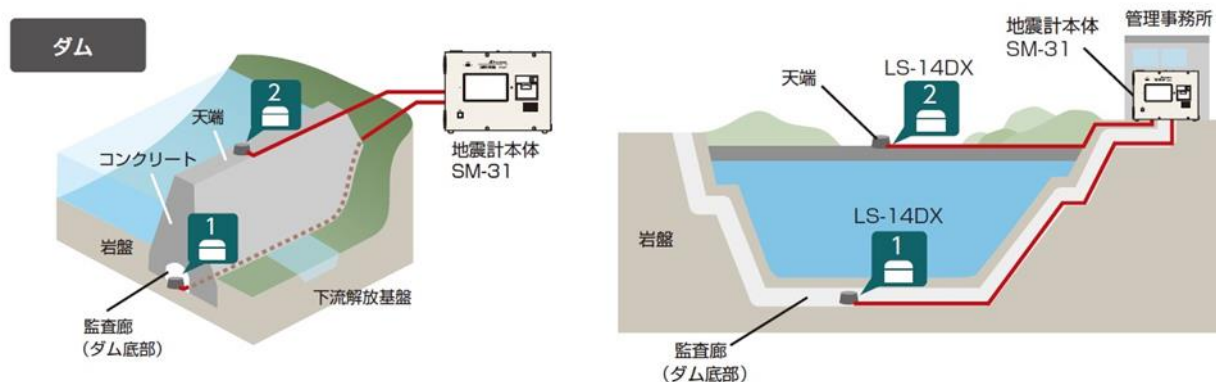 ダム
2
天端
コンクリート
1
岩盤
監査廊
（ダム底部）
下流解放基盤
地震計本体
SM-31
管理事務所
地震計本体
SM-31
LS-14DX
天端
2
LS-14DX
1
岩盤
監査廊
（ダム底部）